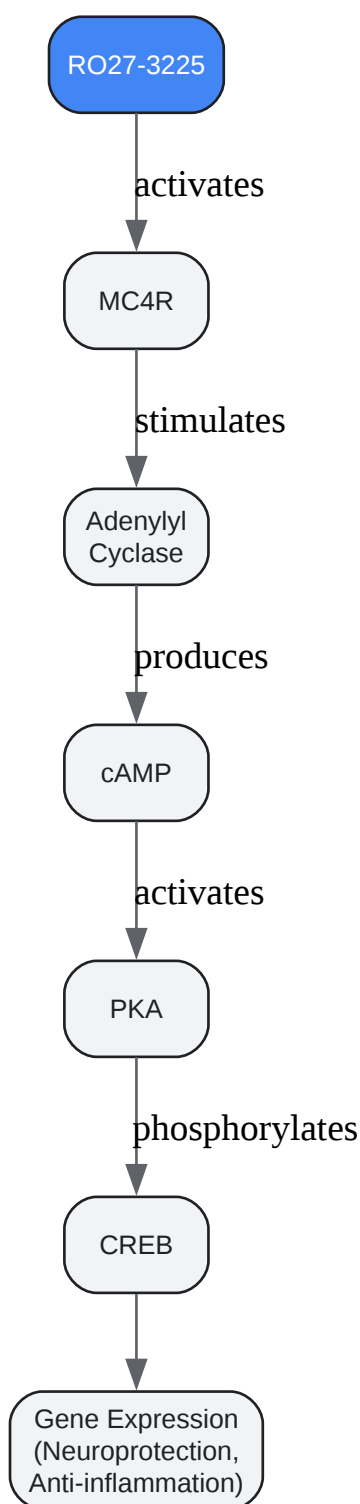 RO27-3225
activates
MC4R
stimulates
Adenylyl
Cyclase
produces
cAMP
activates
PKA
phosphorylates
CREB
Gene Expression
(Neuroprotection,
Anti-inflammation)